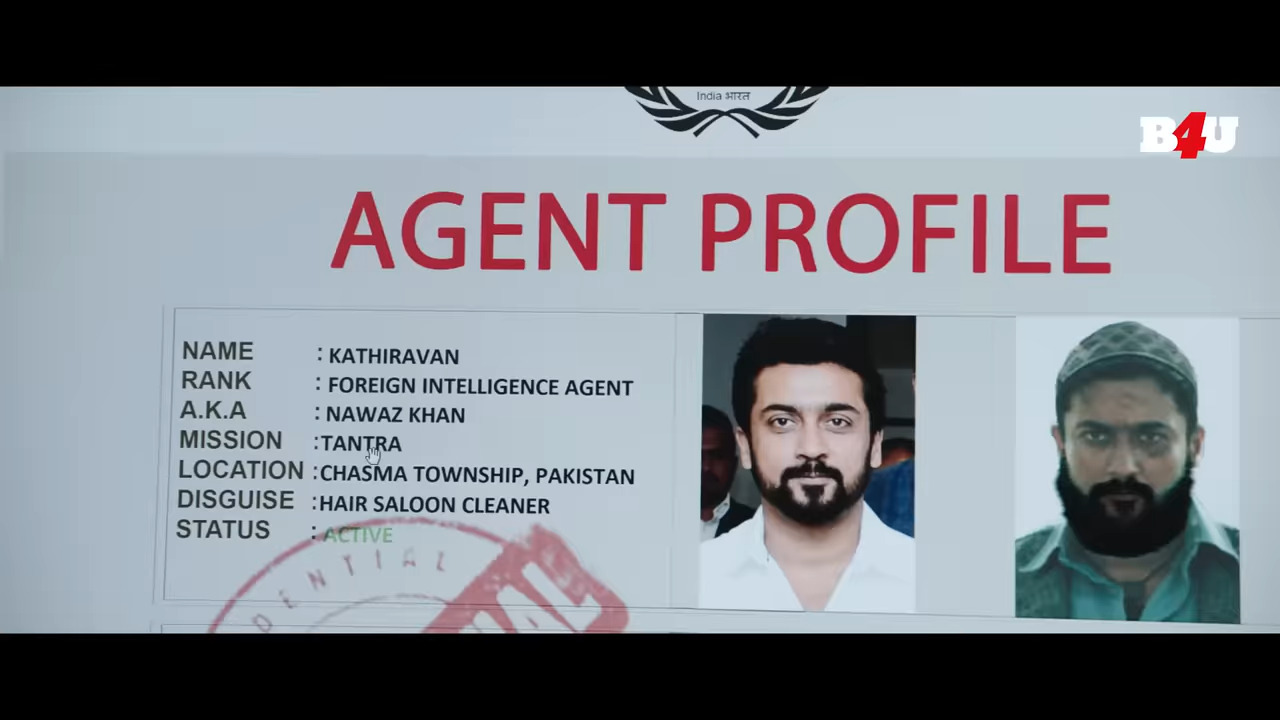 India भारत
B4U
AGENT PROFILE
NAME : KATHIRAVAN
RANK : FOREIGN INTELLIGENCE AGENT
A.K.A : NAWAZ KHAN
MISSION :TANTRA
LOCATION :CHASMA TOWNSHIP, PAKISTAN
DISGUISE :HAIR SALOON CLEANER
STATUS : ACTIVE